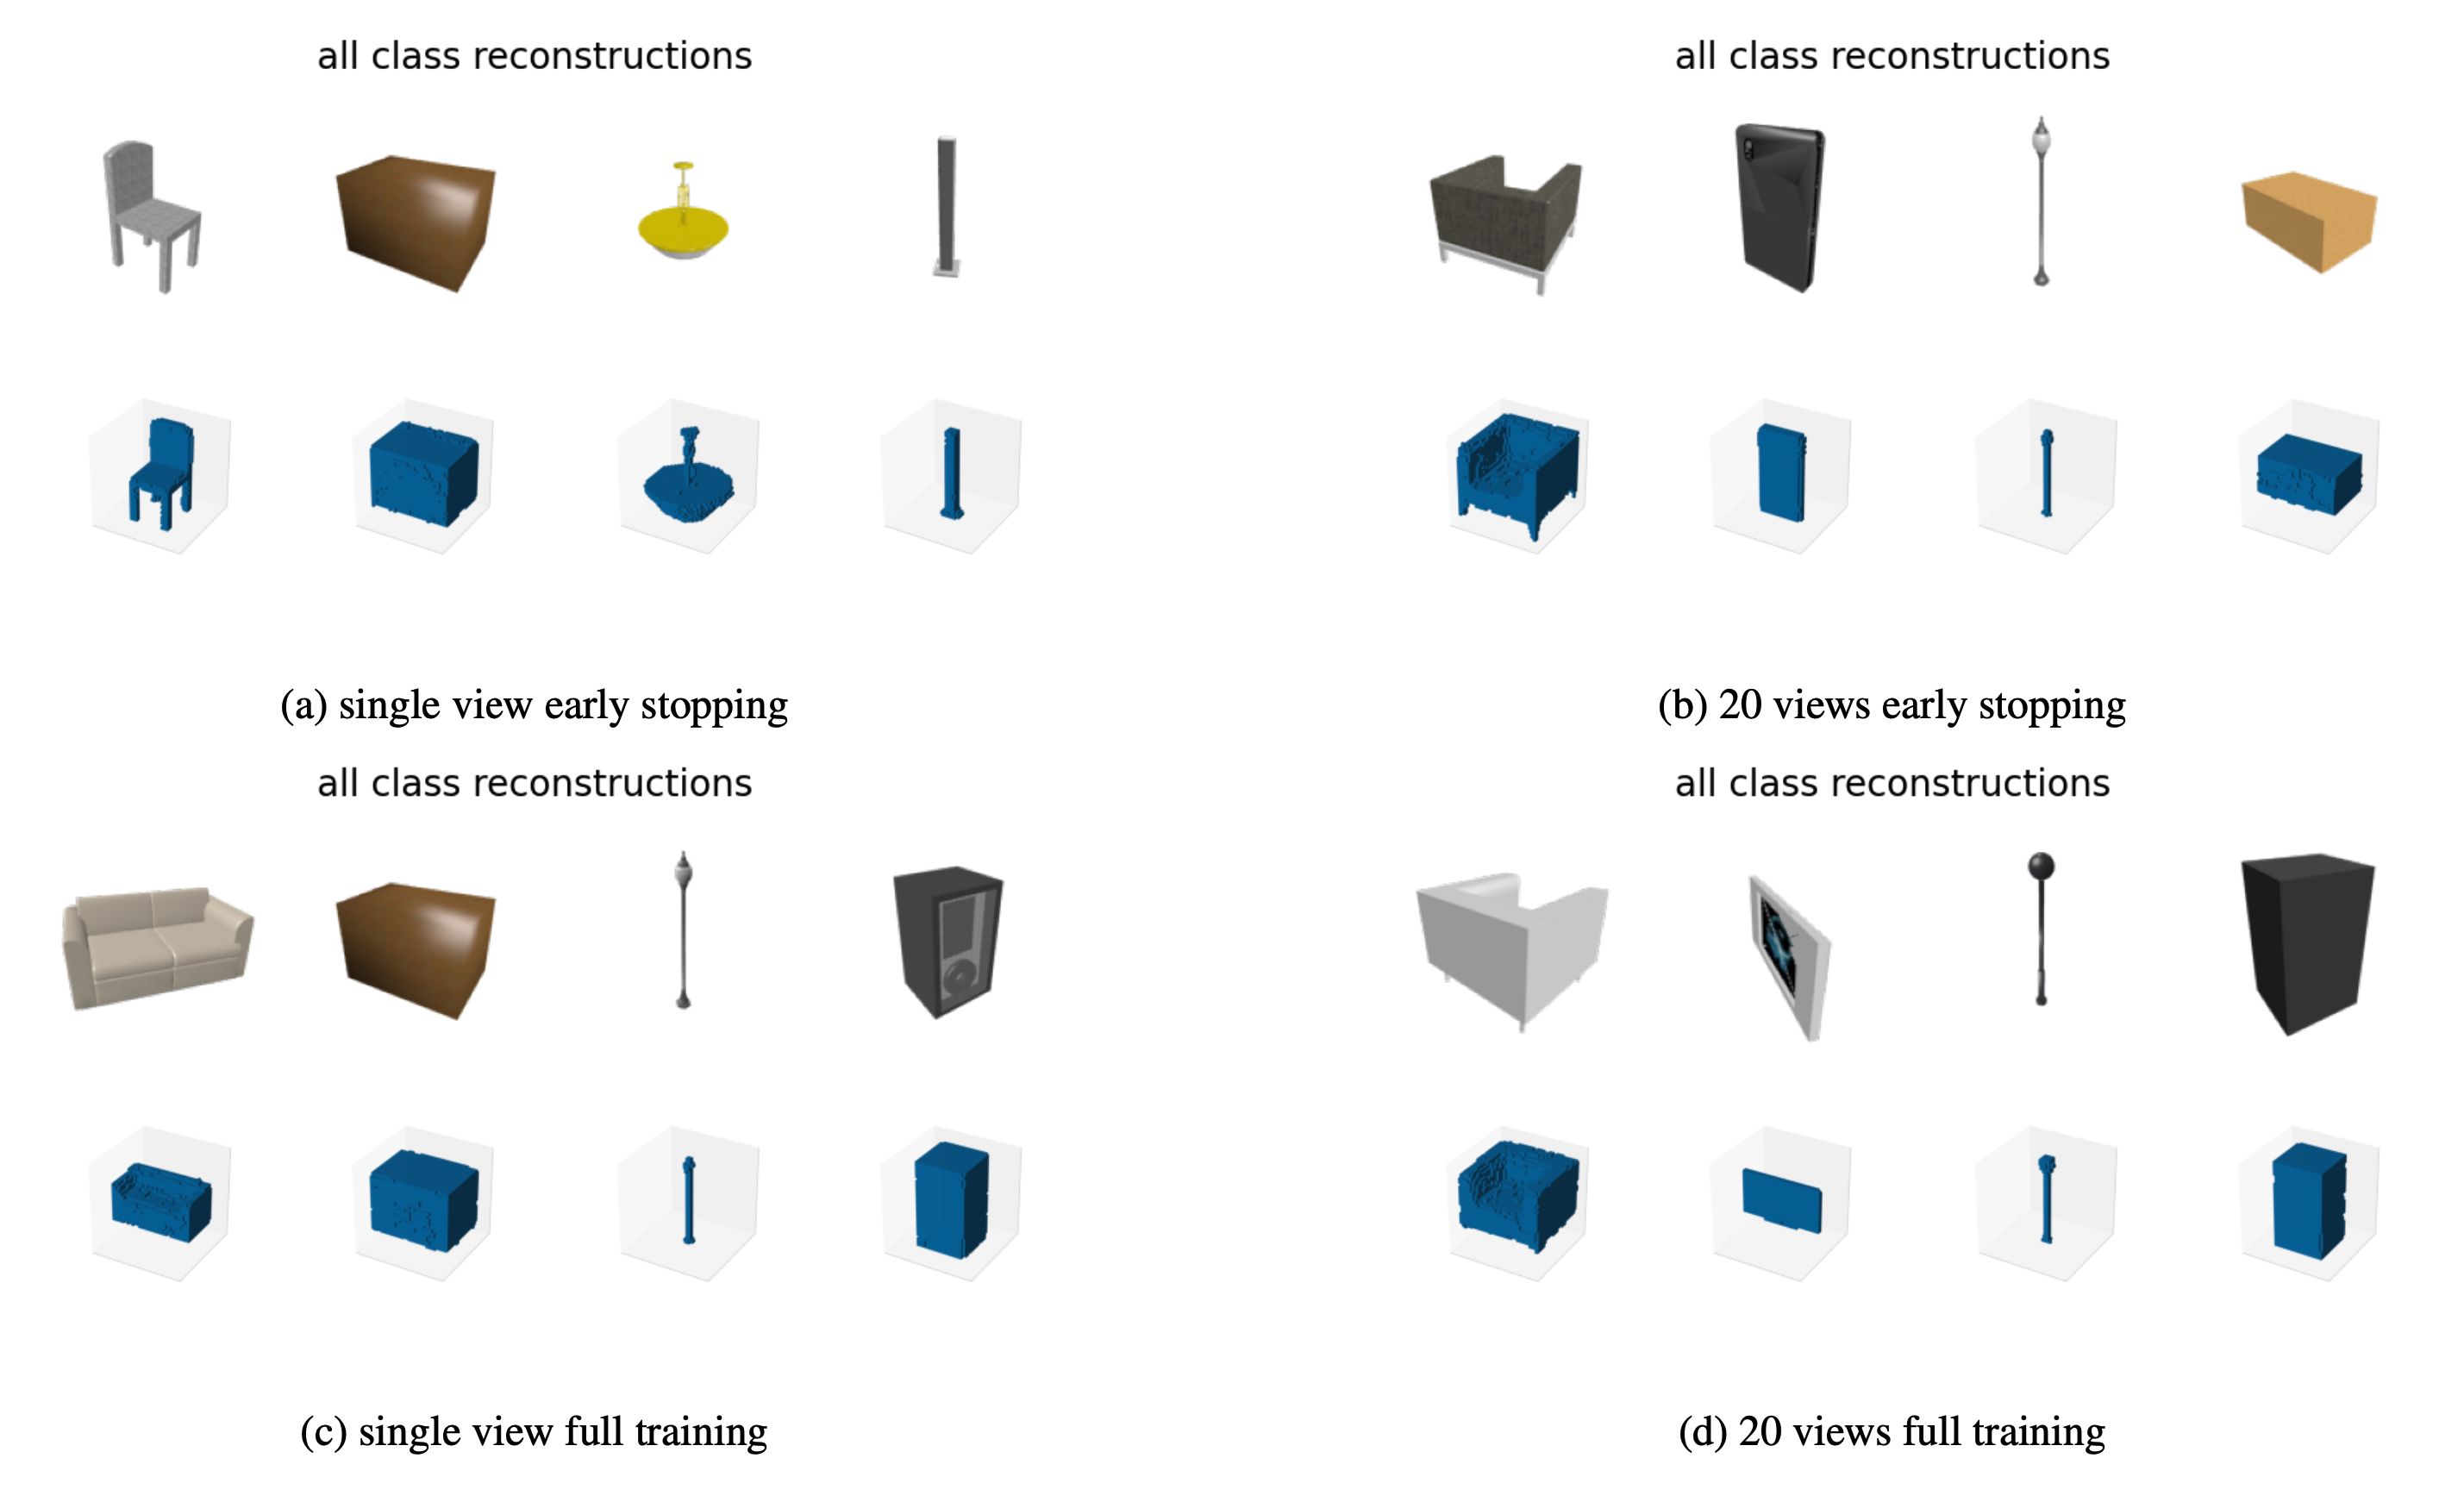 all class reconstructions
all class reconstructions
(a) single view early stopping
(b) 20 views early stopping
all class reconstructions
all class reconstructions
(c) single view full training
(d) 20 views full training